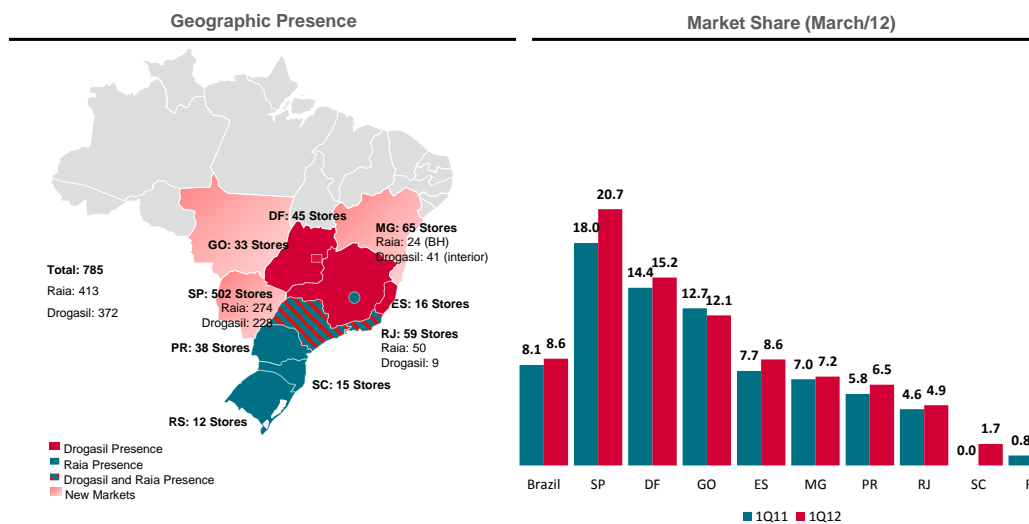 Geographic Presence
DF: 45 Stores
GO: 33 Stores
MG: 65 Stores
Raia: 24 (BH)
Drogasil: 41 (interior)
Total: 785
Raia: 413
Drogasil: 372
SP: 502 Stores
Raia: 274
Drogasil: 228
ES: 16 Stores
RJ: 59 Stores
Raia: 50
Drogasil: 9
PR: 38 Stores
SC: 15 Stores
RS: 12 Stores
Drogasil Presence
Raia Presence
Drogasil and Raia Presence
New Markets
Market Share (March/12)
8.1 8.6
18.0 20.7
14.4 15.2
12.7 12.1
7.7 8.6
7.0 7.2
5.8 6.5
4.6 4.9
0.0 1.7
0.8
Brazil SP DF GO ES MG PR RJ SC
1Q11 1Q12